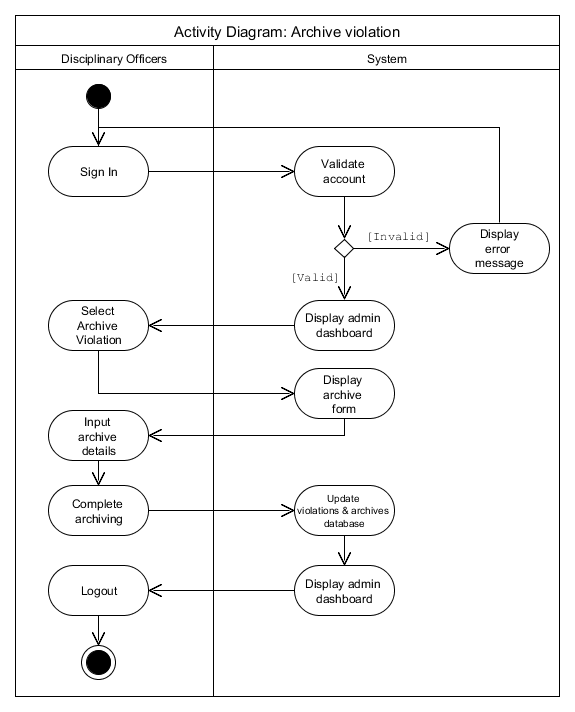 Activity Diagram: Archive violation
Disciplinary Officers
System
Sign In
Validate
account
[Invalid]
Display
error
message
[Valid]
Select
Archive
Violation
Display admin
dashboard
Display
archive
form
Input
archive
details
Complete
archiving
Update
violations & archives
database
Logout
Display admin
dashboard